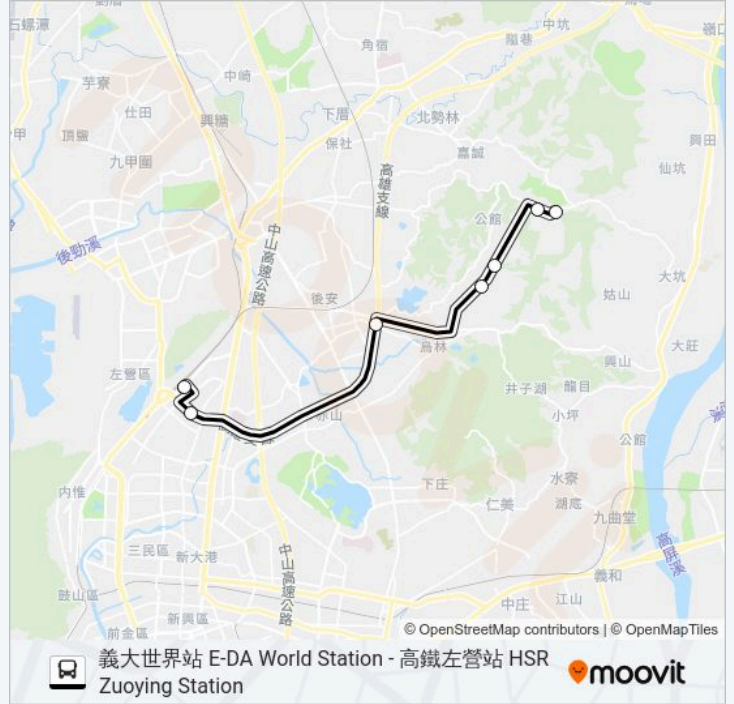 石螺潭
角宿
隘巷
中坑
嶺口
中崎
芋寮
仕田
興糖
下厝
北勢林
頂鹽
保社
九甲圍
嘉誠
興田
仙坑
高雄支線
公館
後勁溪
中山高速公路
後安
大坑
姑山
烏林
大莊
興山
左營區
井子湖
龍目
小坪
公館
水寮
下庄
內惟
仁美
湖底
九曲堂
高屏溪
三民區
新大港
中山高速公路
義和
鼓山區
新興區
中庄
江山
前金區
© OpenStreetMap contributors | © OpenMapTiles
義大世界站 E-DA World Station - 高鐵左營站 HSR
Zuoying Station
moovit